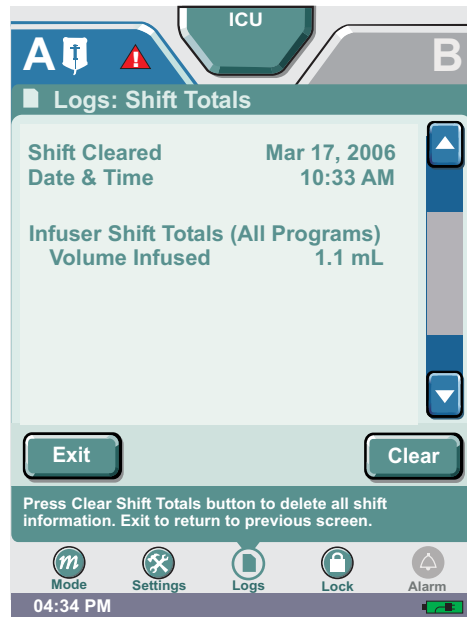 ICU
A
B
Logs: Shift Totals
Shift Cleared Mar 17, 2006
Date & Time 10:33 AM
Infuser Shift Totals (All Programs)
Volume Infused 1.1 mL
Exit
Clear
Press Clear Shift Totals button to delete all shift
information. Exit to return to previous screen.
m
Mode Settings Logs Lock Alarm
04:34 PM